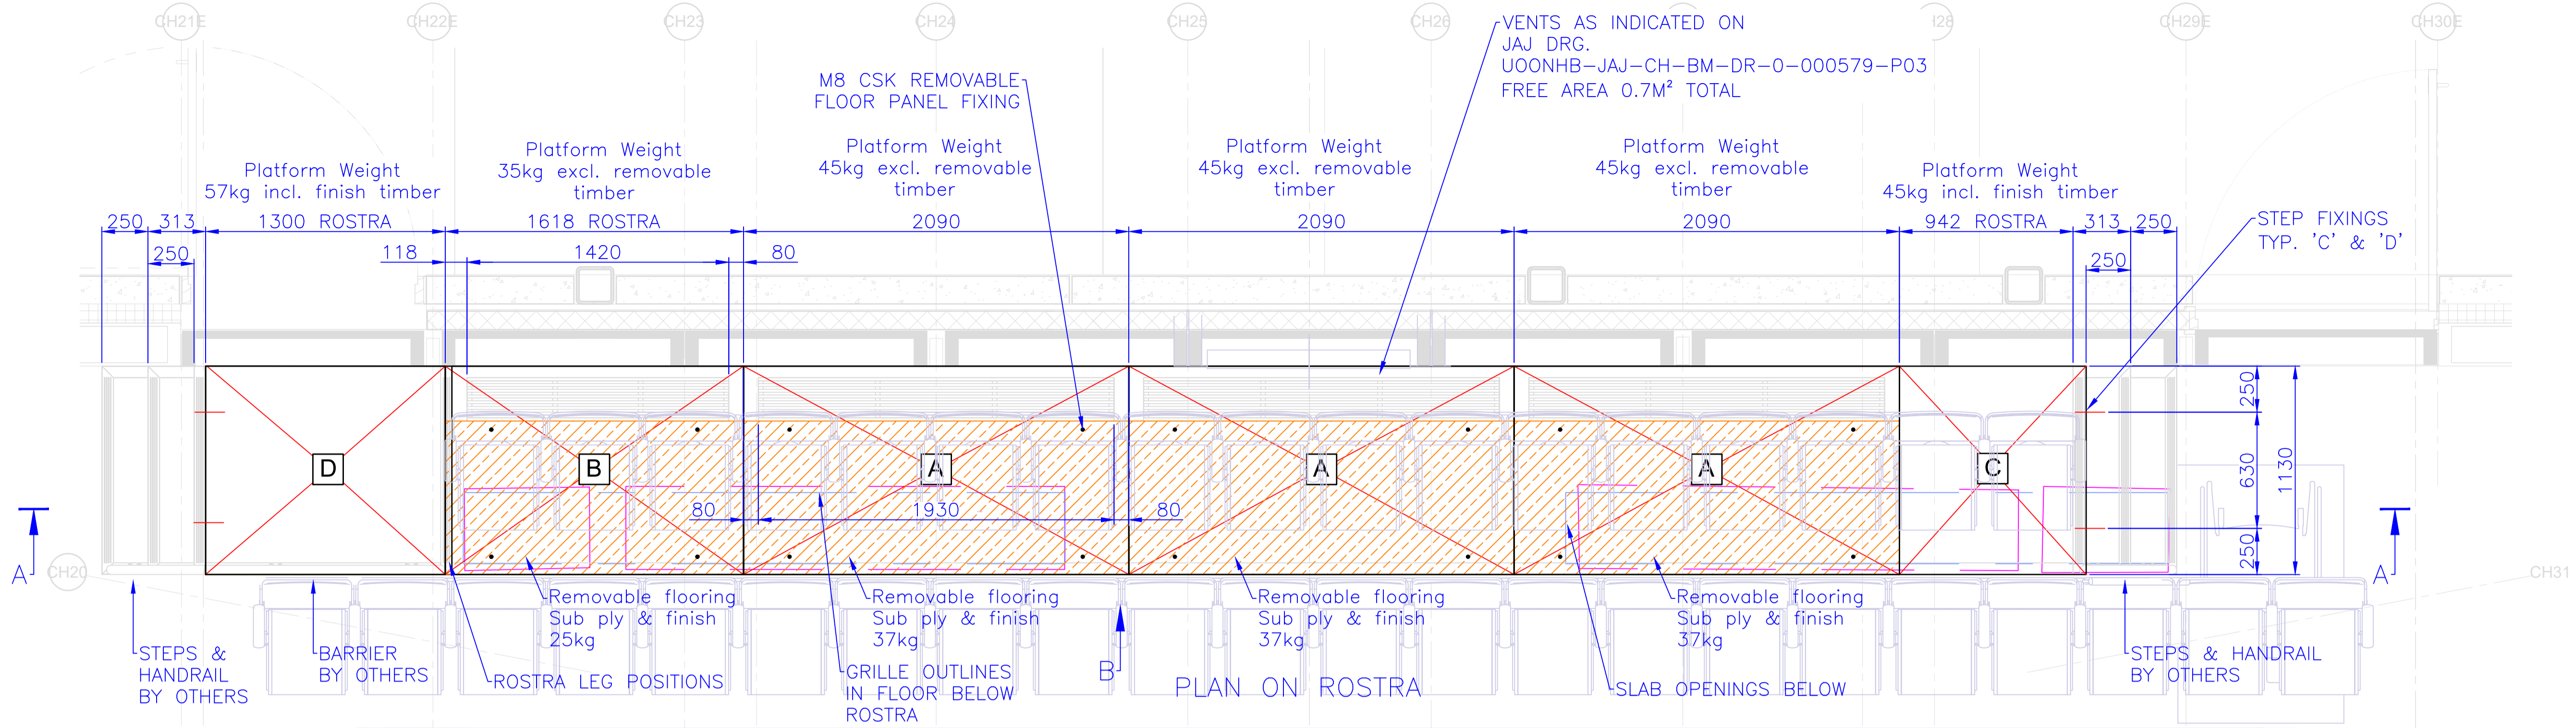 CH21E
CH22E
CH23
CH24
CH25
CH26
I28
CH29E
CH30E
VENTS AS INDICATED ON
JAJ DRG.
UOONHB-JAJ-CH-BM-DR-0-000579-P03
FREE AREA 0.7M² TOTAL
M8 CSK REMOVABLE
FLOOR PANEL FIXING
Platform Weight
57kg incl. finish timber
Platform Weight
35kg excl. removable
timber
Platform Weight
45kg excl. removable
timber
Platform Weight
45kg excl. removable
timber
Platform Weight
45kg excl. removable
timber
Platform Weight
45kg incl. finish timber
250
313
1300 ROSTRA
1618 ROSTRA
2090
2090
2090
942 ROSTRA
313
250
STEP FIXINGS
TYP. 'C' & 'D'
250
118
1420
80
250
D
B
A
A
A
C
250
630
1130
250
80
1930
80
A
A
CH20
CH31
Removable flooring
Sub ply & finish
25kg
Removable flooring
Sub ply & finish
37kg
Removable flooring
Sub ply & finish
37kg
Removable flooring
Sub ply & finish
37kg
STEPS &
HANDRAIL
BY OTHERS
BARRIER
BY OTHERS
ROSTRA LEG POSITIONS
GRILLE OUTLINES
IN FLOOR BELOW
ROSTRA
B
PLAN ON ROSTRA
SLAB OPENINGS BELOW
STEPS & HANDRAIL
BY OTHERS